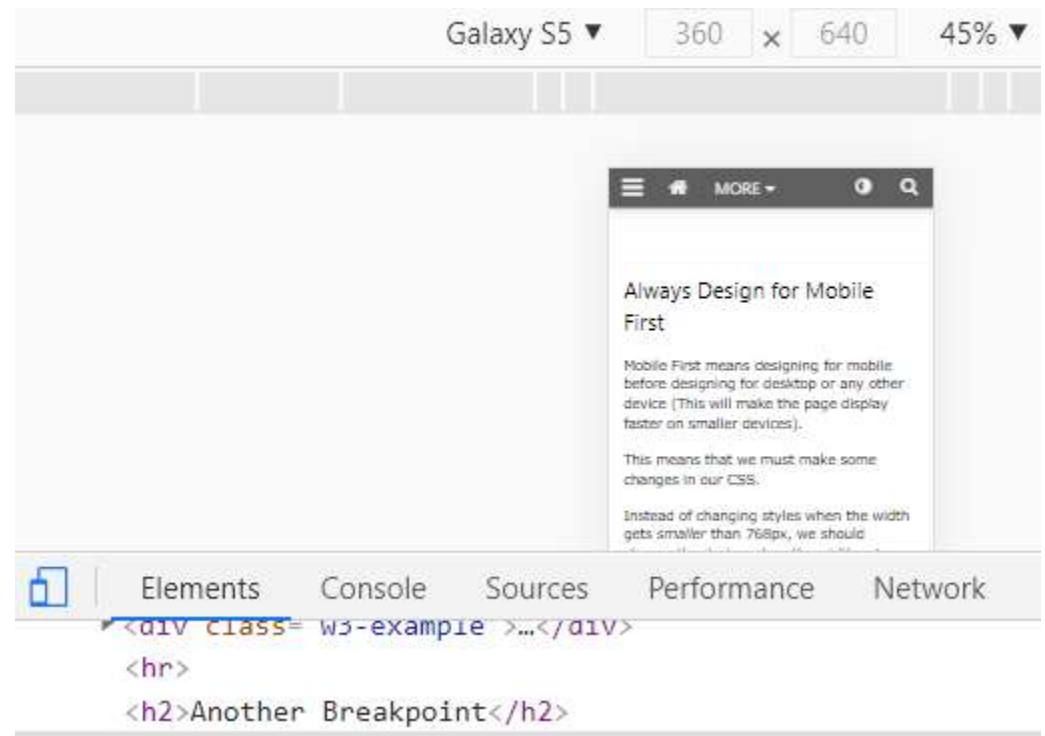 Galaxy S5 ▼ 360 × 640 45% ▼
MORE
Always Design for Mobile
First
Mobile First means designing for mobile
before designing for desktop or any other
device (This will make the page display
faster on smaller devices).
This means that we must make some
changes in our CSS.
Instead of changing styles when the width
gets smaller than 768px, we should
Elements Console Sources Performance Network
<div class="w3-example">…</div>
<hr>
<h2>Another Breakpoint</h2>